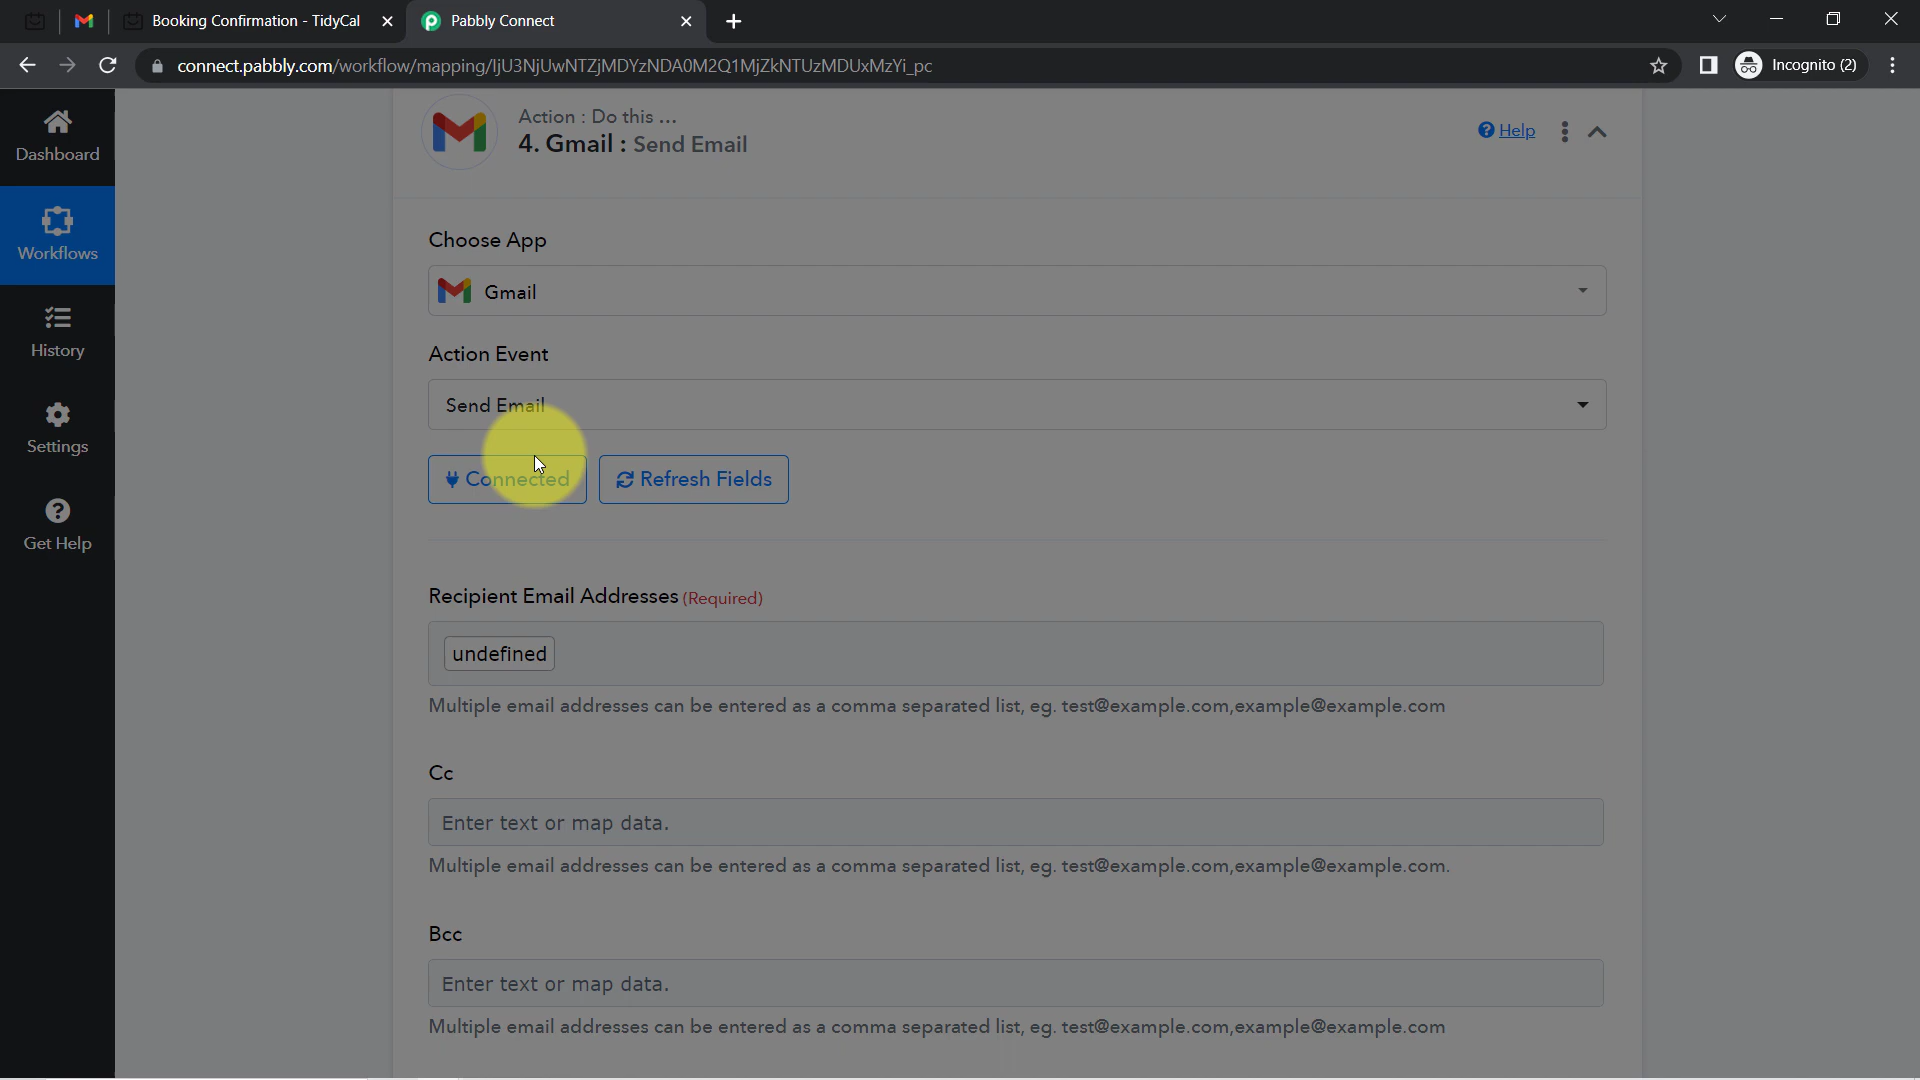 Booking Confirmation - TidyCal
Pabbly Connect
connect.pabbly.com/workflow/mapping/IjU3NjUwNTZjMDYzNDA0M2Q1MjZkNTUzMDUxMzYi_pc
Incognito (2)
Dashboard
Workflows
History
Settings
Get Help
Action : Do this ...
4. Gmail : Send Email
Help
Choose App
Gmail
Action Event
Send Email
Connected
Refresh Fields
Recipient Email Addresses (Required)
undefined
Multiple email addresses can be entered as a comma separated list, eg. test@example.com,example@example.com
Cc
Enter text or map data.
Multiple email addresses can be entered as a comma separated list, eg. test@example.com,example@example.com.
Bcc
Enter text or map data.
Multiple email addresses can be entered as a comma separated list, eg. test@example.com,example@example.com